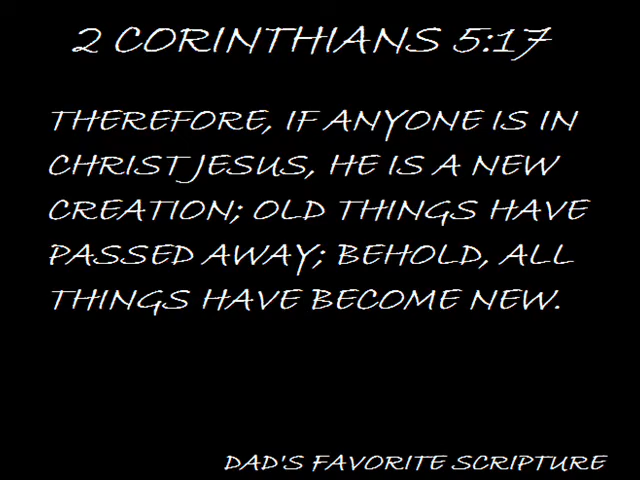 2 CORINTHIANS 5:17
THEREFORE, IF ANYONE IS IN
CHRIST JESUS, HE IS A NEW
CREATION; OLD THINGS HAVE
PASSED AWAY; BEHOLD, ALL
THINGS HAVE BECOME NEW.
DAD'S FAVORITE SCRIPTURE